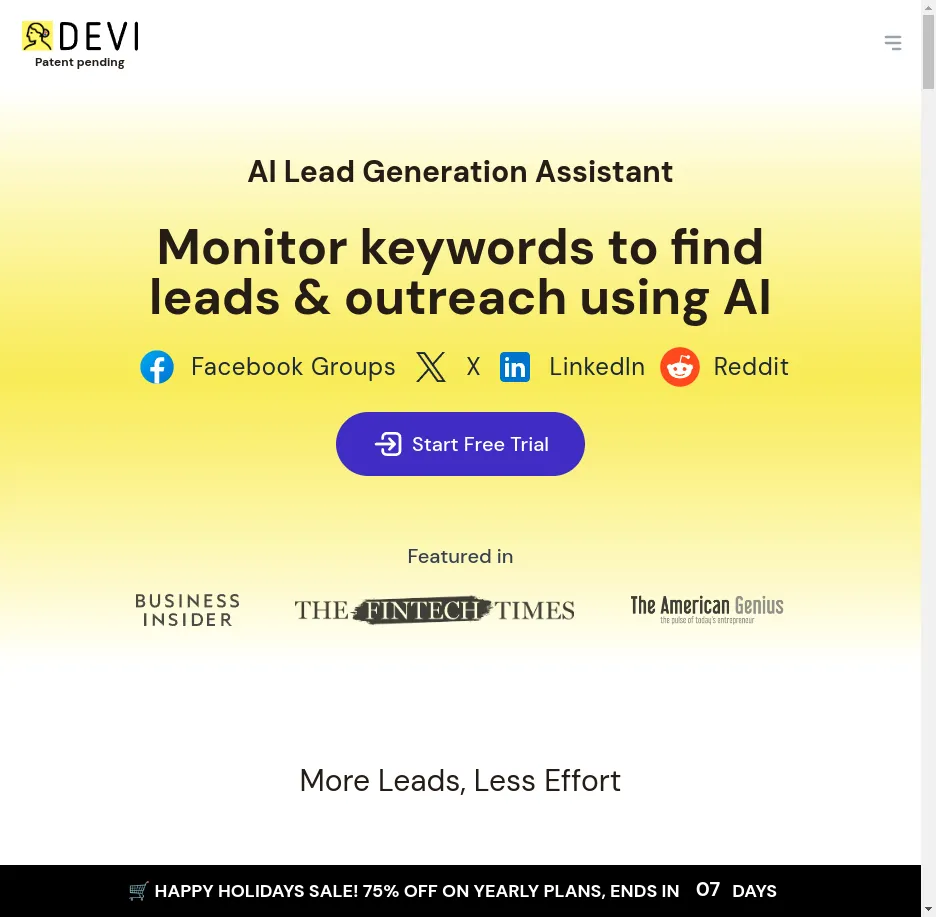 DEVI
Patent pending
AI Lead Generation Assistant
Monitor keywords to find
leads & outreach using AI
Facebook Groups X LinkedIn Reddit
Start Free Trial
Featured in
BUSINESS
INSIDER
THE FINTECH TIMES
The American Genius
the pulse of today's entrepreneur
More Leads, Less Effort
🛒 HAPPY HOLIDAYS SALE! 75% OFF ON YEARLY PLANS, ENDS IN 07 DAYS